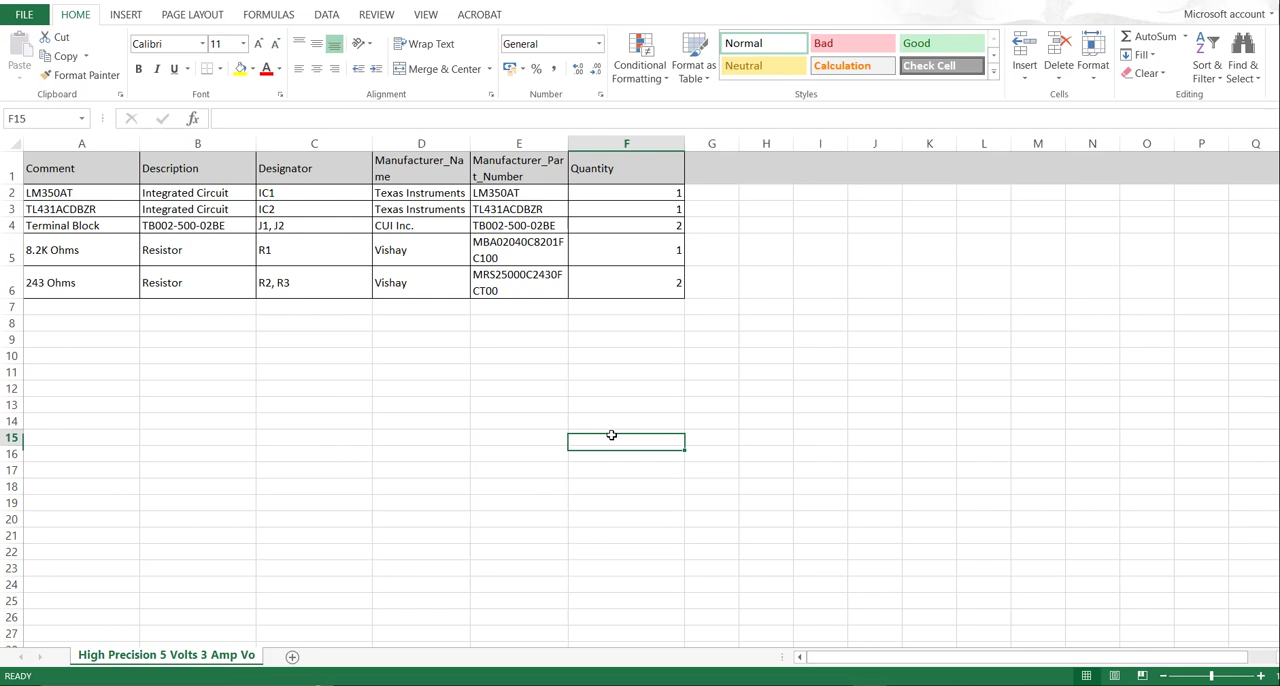 FILE HOME INSERT PAGE LAYOUT FORMULAS DATA REVIEW VIEW ACROBAT Microsoft account
Paste Cut Copy Format Painter Clipboard
Calibri 11 B I U A Font
Wrap Text Merge & Center Alignment
General % , Number
Conditional Formatting Format as Table Normal Bad Good Neutral Calculation Check Cell Styles
Insert Delete Format Cells
AutoSum Fill Clear Sort & Filter Find & Select Editing
F15 fx
A B C D E F G H I J K L M N O P Q
1 Comment Description Designator Manufacturer_Name Manufacturer_Part_Number Quantity
2 LM350AT Integrated Circuit IC1 Texas Instruments LM350AT 1
3 TL431ACDBZR Integrated Circuit IC2 Texas Instruments TL431ACDBZR 1
4 Terminal Block TB002-500-02BE J1, J2 CUI Inc. TB002-500-02BE 2
5 8.2K Ohms Resistor R1 Vishay MBA02040C8201FC100 1
6 243 Ohms Resistor R2, R3 Vishay MRS25000C2430FCT00 2
7
8
9
10
11
12
13
14
15
16
17
18
19
20
21
22
23
24
25
26
27
High Precision 5 Volts 3 Amp Vo
READY